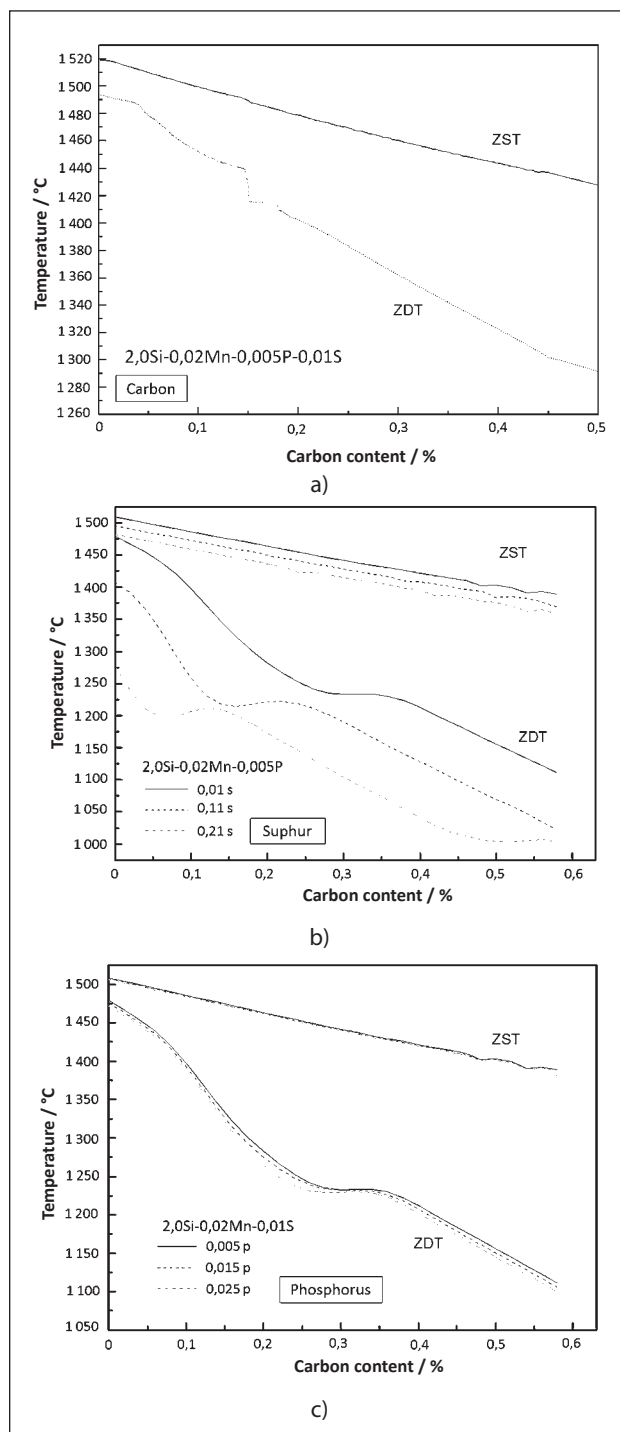 1 520
1 500
1 480
1 460
1 440
1 420
1 400
1 380
1 360
1 340
1 320
1 300
1 280
1 260
Temperature / °C
ZST
ZDT
2,0Si-0,02Mn-0,005P-0,01S
Carbon
0 0,1 0,2 0,3 0,4 0,5
Carbon content / %
a)
1 500
1 450
1 375
1 350
1 300
1 250
1 200
1 125
1 100
1 050
1 000
Temperature / °C
ZST
ZDT
2,0Si-0,02Mn-0,005P
0,01 s
0,11 s
0,21 s
Suphur
0 0,1 0,2 0,3 0,4 0,5 0,6
Carbon content / %
b)
1 500
1 450
1 400
1 350
1 300
1 250
1 200
1 150
1 100
1 050
Temperature / °C
ZST
ZDT
2,0Si-0,02Mn-0,01S
0,005 p
0,015 p
0,025 p
Phosphorus
0 0,1 0,2 0,3 0,4 0,5 0,6
Carbon content / %
c)